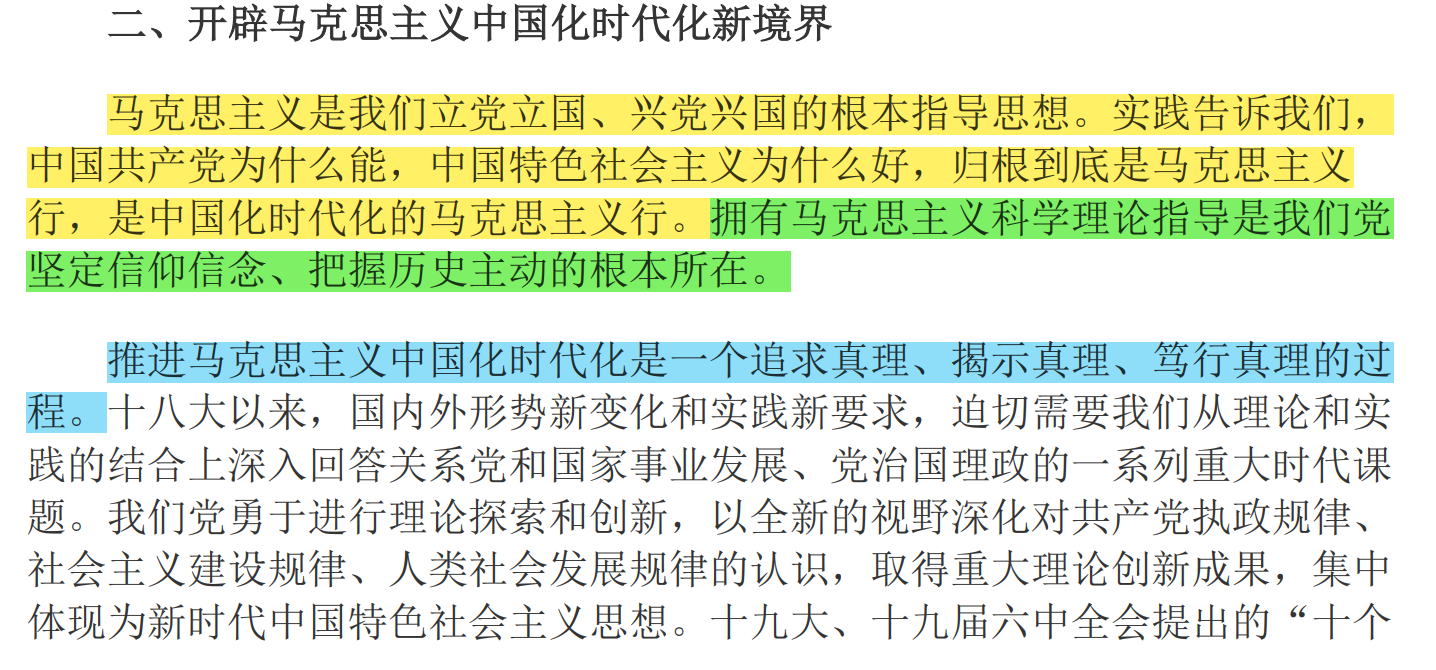 二、开辟马克思主义中国化时代化新境界
马克思主义是我们立党立国、兴党兴国的根本指导思想。实践告诉我们，
中国共产党为什么能，中国特色社会主义为什么好，归根到底是马克思主义
行，是中国化时代化的马克思主义行。拥有马克思主义科学理论指导是我们党
坚定信仰信念、把握历史主动的根本所在。
推进马克思主义中国化时代化是一个追求真理、揭示真理、笃行真理的过
程。十八大以来，国内外形势新变化和实践新要求，迫切需要我们从理论和实
践的结合上深入回答关系党和国家事业发展、党治国理政的一系列重大时代课
题。我们党勇于进行理论探索和创新，以全新的视野深化对共产党执政规律、
社会主义建设规律、人类社会发展规律的认识，取得重大理论创新成果，集中
体现为新时代中国特色社会主义思想。十九大、十九届六中全会提出的“十个